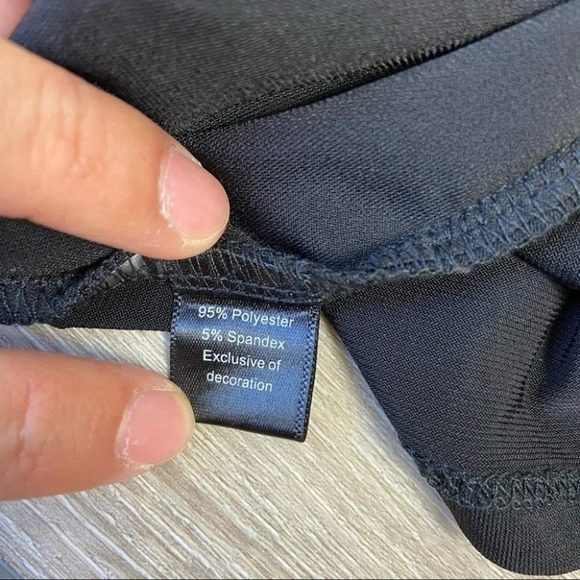 95% Polyester
5% Spandex
Exclusive of
decoration